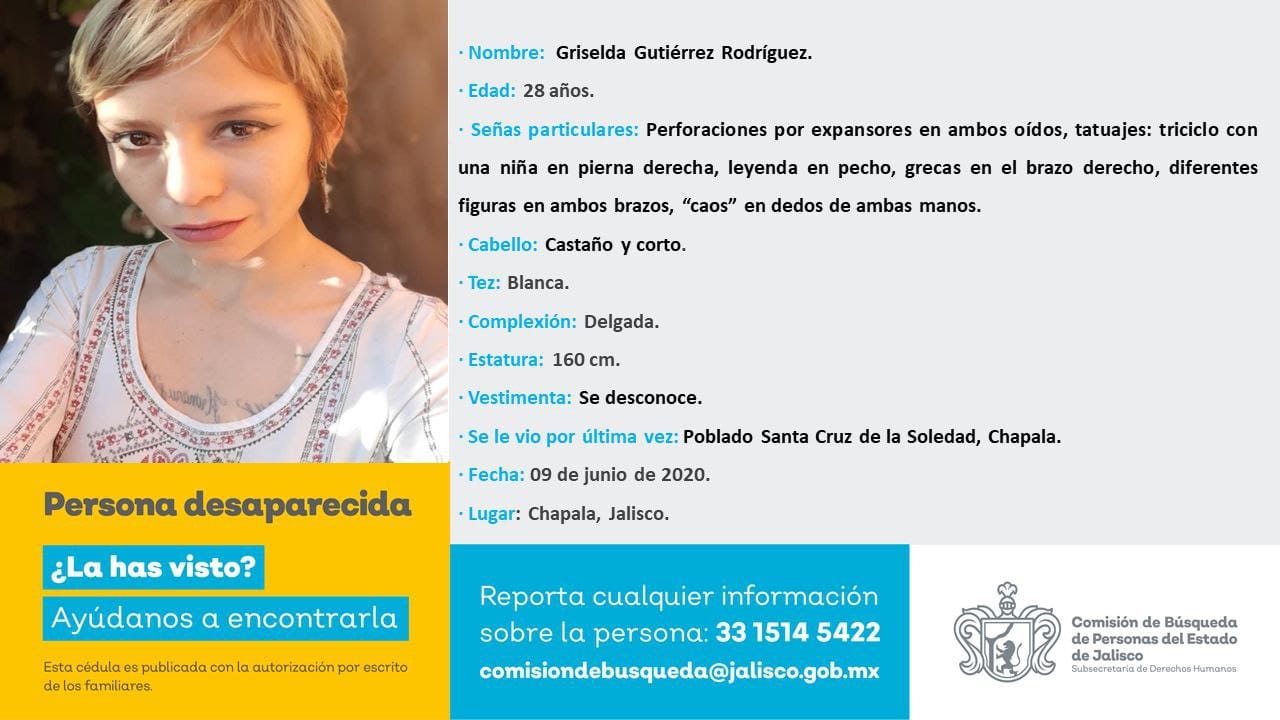 · Nombre: Griselda Gutiérrez Rodríguez.
· Edad: 28 años.
· Señas particulares: Perforaciones por expansores en ambos oídos, tatuajes: triciclo con
una niña en pierna derecha, leyenda en pecho, grecas en el brazo derecho, diferentes
figuras en ambos brazos, “caos” en dedos de ambas manos.
· Cabello: Castaño y corto.
· Tez: Blanca.
· Complexión: Delgada.
· Estatura: 160 cm.
· Vestimenta: Se desconoce.
· Se le vio por última vez: Poblado Santa Cruz de la Soledad, Chapala.
· Fecha: 09 de junio de 2020.
· Lugar: Chapala, Jalisco.
Persona desaparecida
¿La has visto?
Ayúdanos a encontrarla
Esta cédula es publicada con la autorización por escrito
de los familiares.
Reporta cualquier información
sobre la persona: 33 1514 5422
comisiondebusqueda@jalisco.gob.mx
Comisión de Búsqueda
de Personas del Estado
de Jalisco
Subsecretaría de Derechos Humanos